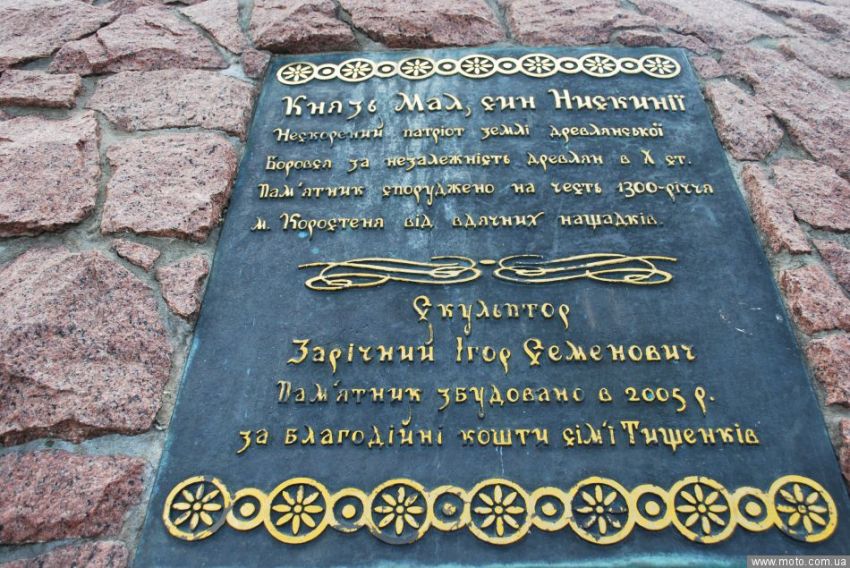 Князь Мал, син Нискинії
Нескорений патріот землі древлянської
Боровся за незалежність древлян в X ст.
Пам'ятник споруджено на честь 1300-річчя
м. Коростеня від вдячних нащадків.
Скульптор
Зарічний Ігор Семенович
Пам'ятник збудовано в 2005 р.
за благодійні кошти сім'ї Тищенків
www.moto.com.ua